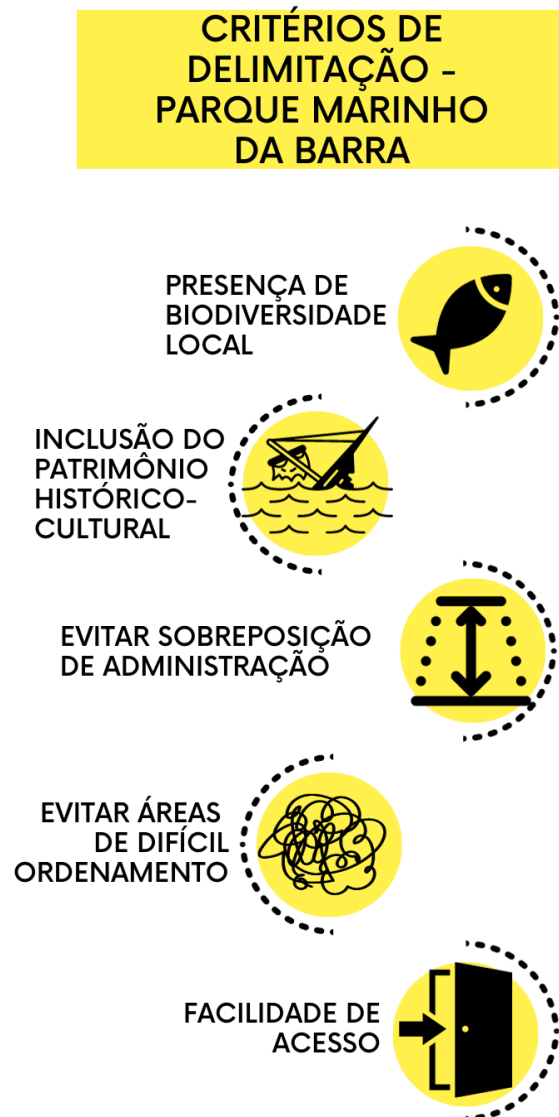 CRITÉRIOS DE
DELIMITAÇÃO -
PARQUE MARINHO
DA BARRA
PRESENÇA DE
BIODIVERSIDADE
LOCAL
INCLUSÃO DO
PATRIMÔNIO
HISTÓRICO-
CULTURAL
EVITAR SOBREPOSIÇÃO
DE ADMINISTRAÇÃO
EVITAR ÁREAS
DE DIFÍCIL
ORDENAMENTO
FACILIDADE DE
ACESSO